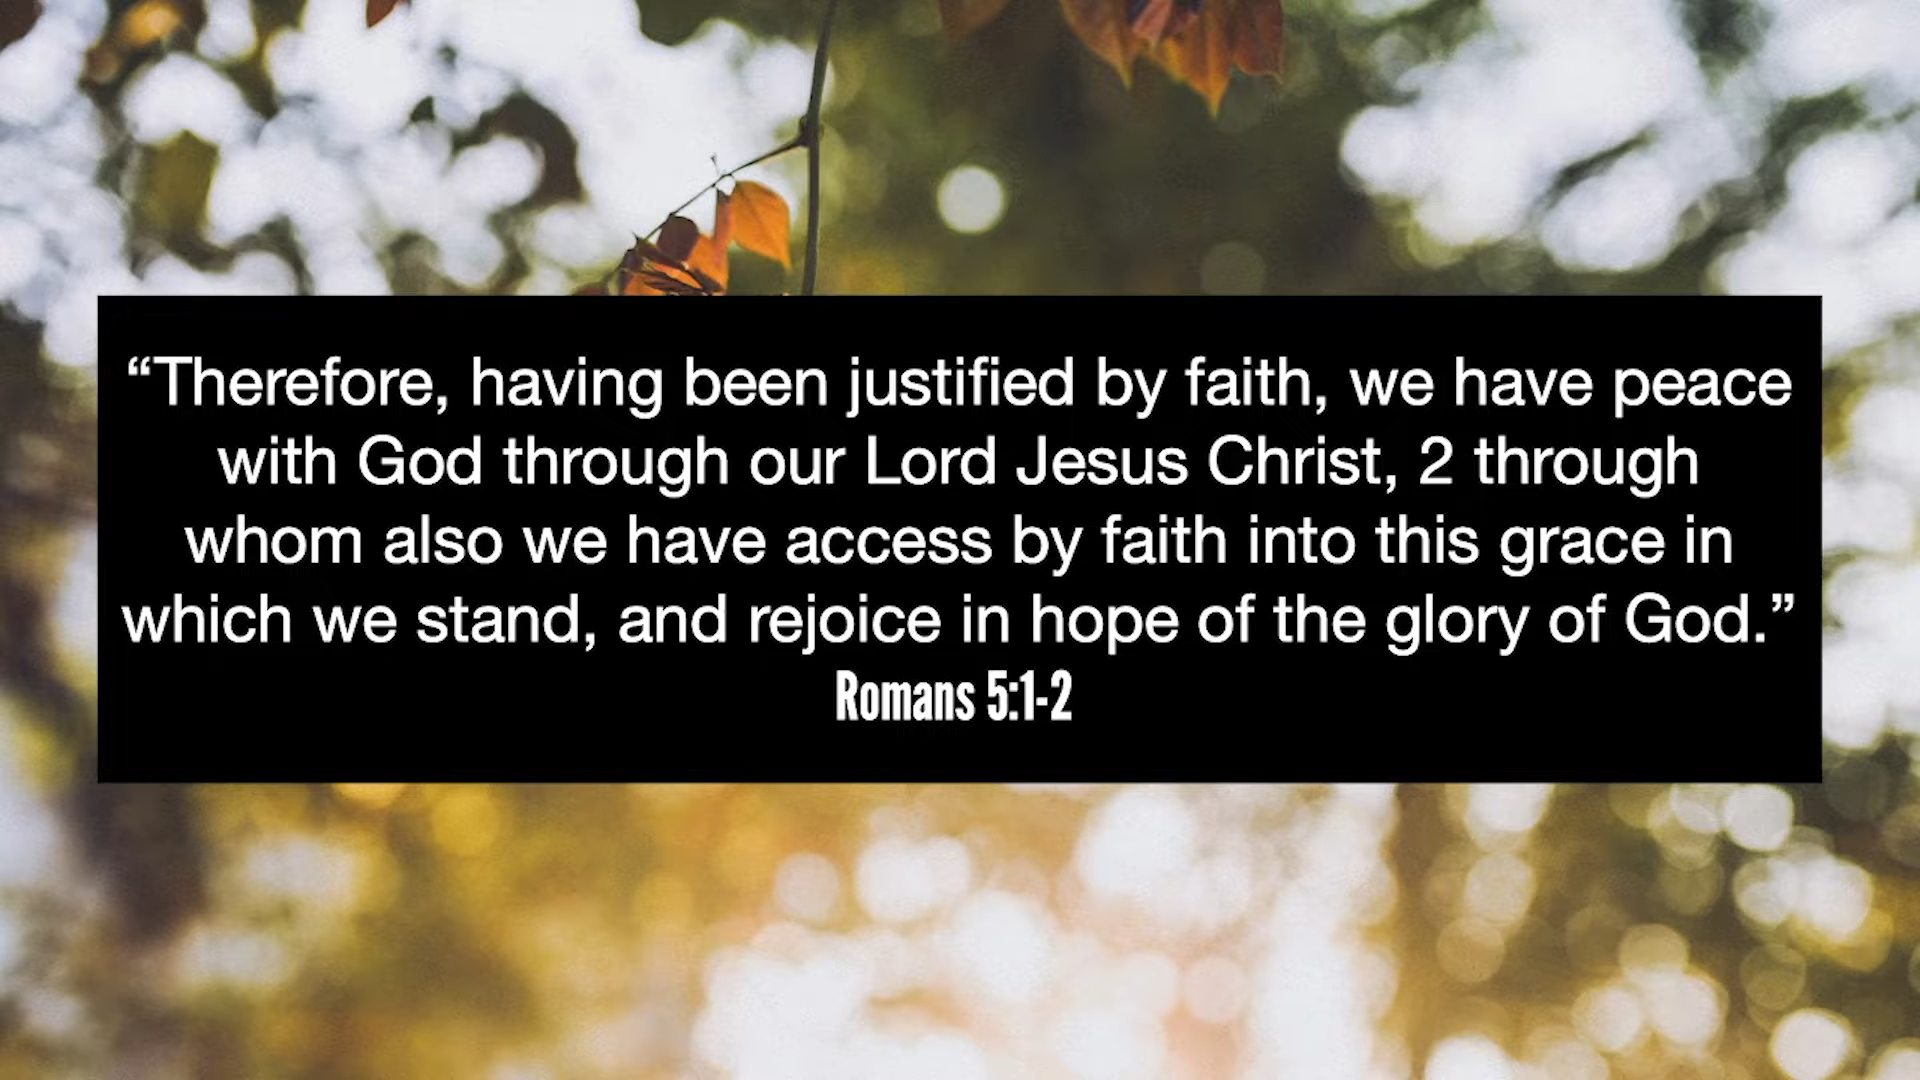 “Therefore, having been justified by faith, we have peace
with God through our Lord Jesus Christ, 2 through
whom also we have access by faith into this grace in
which we stand, and rejoice in hope of the glory of God.”
Romans 5:1-2